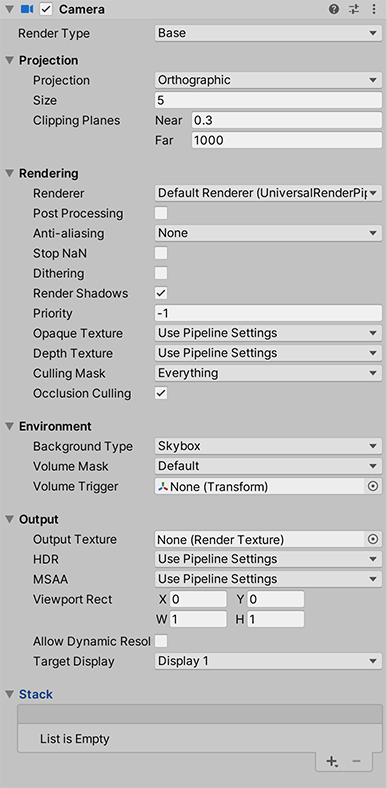 Camera
Render Type Base
Projection
Projection Orthographic
Size 5
Clipping Planes Near 0.3
Far 1000
Rendering
Renderer Default Renderer (UniversalRenderPip
Post Processing
Anti-aliasing None
Stop NaN
Dithering
Render Shadows
Priority -1
Opaque Texture Use Pipeline Settings
Depth Texture Use Pipeline Settings
Culling Mask Everything
Occlusion Culling
Environment
Background Type Skybox
Volume Mask Default
Volume Trigger None (Transform)
Output
Output Texture None (Render Texture)
HDR Use Pipeline Settings
MSAA Use Pipeline Settings
Viewport Rect X 0 Y 0
W 1 H 1
Allow Dynamic Resol
Target Display Display 1
Stack
List is Empty